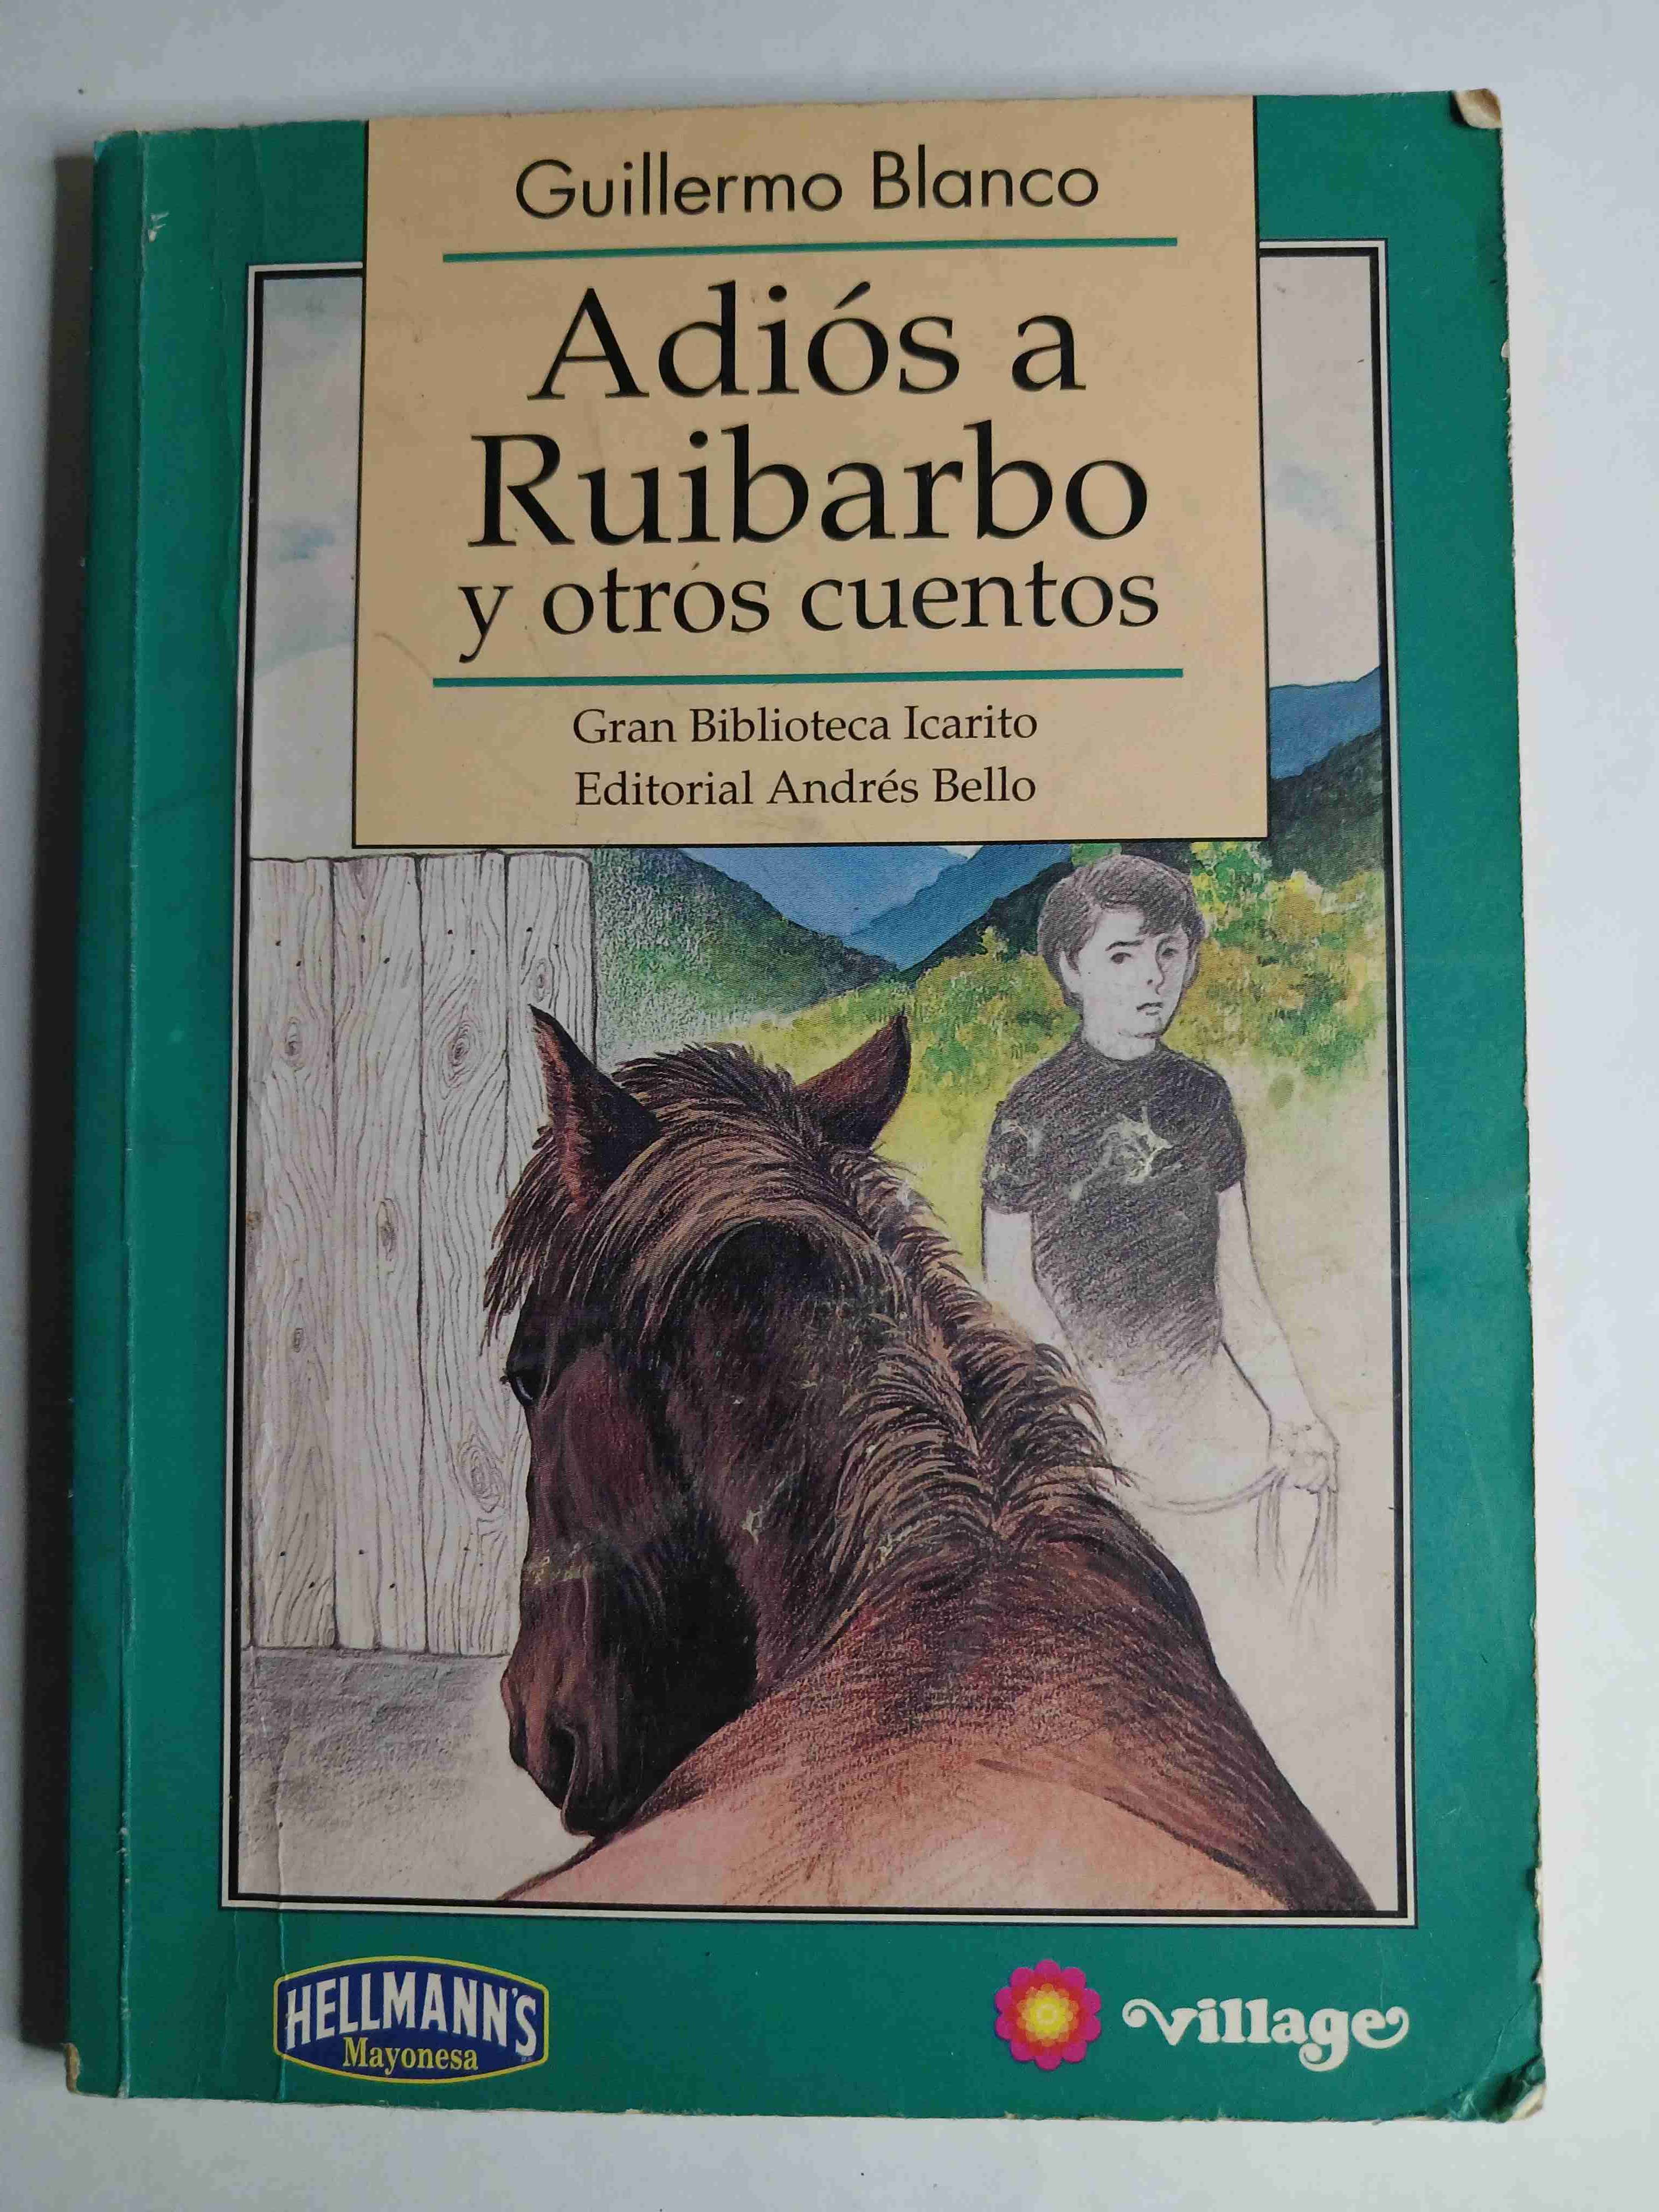 Guillermo Blanco
Adiós a
Ruibarbo
y otros cuentos
Gran Biblioteca Icarito
Editorial Andrés Bello
HELLMANN'S
Mayonesa
village